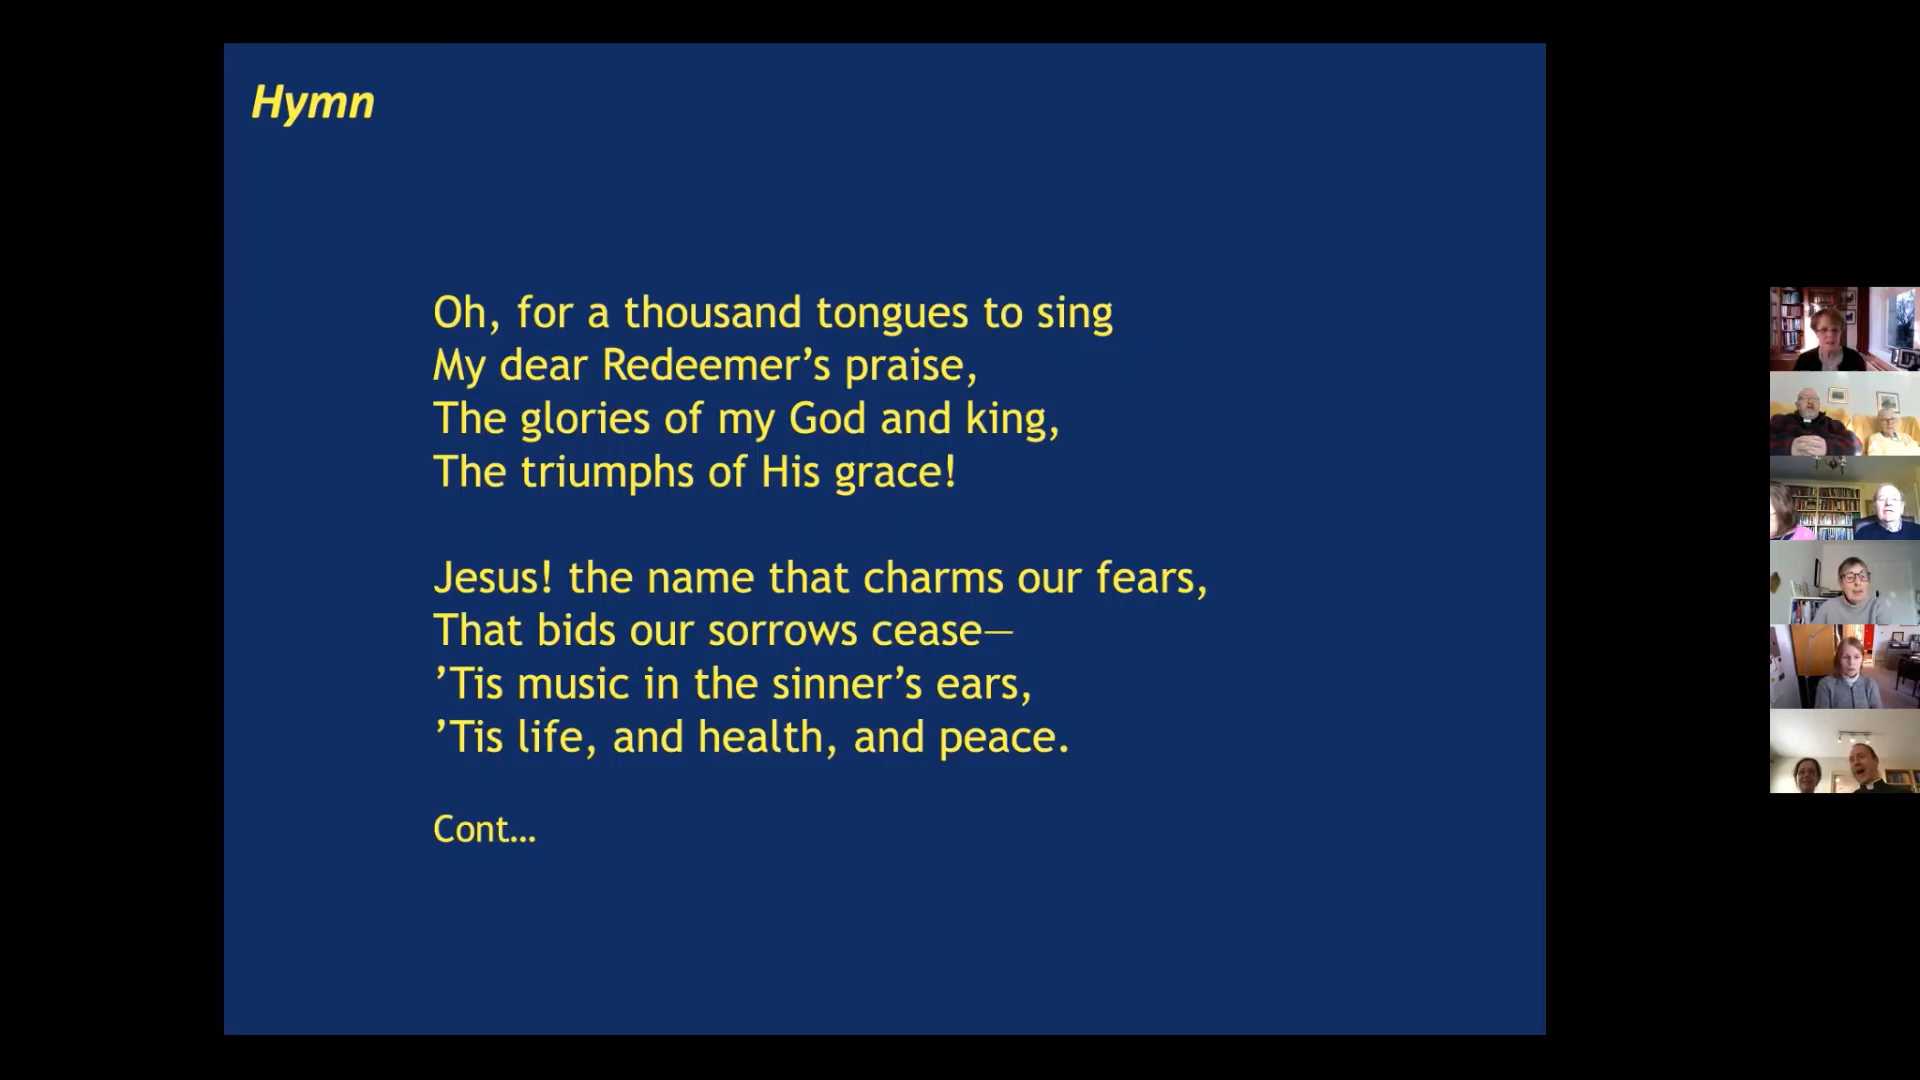 Hymn
Oh, for a thousand tongues to sing
My dear Redeemer’s praise,
The glories of my God and king,
The triumphs of His grace!
Jesus! the name that charms our fears,
That bids our sorrows cease—
’Tis music in the sinner’s ears,
’Tis life, and health, and peace.
Cont…